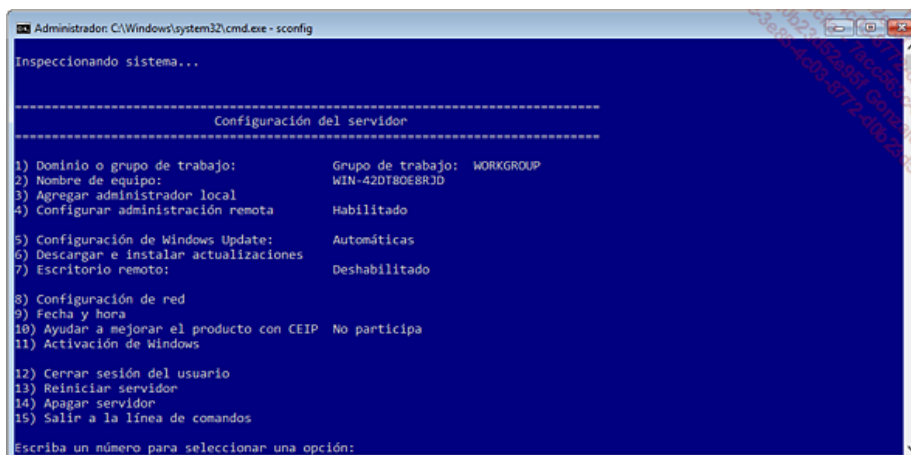 Administrador: C:\Windows\system32\cmd.exe - sconfig
Inspeccionando sistema...
===============================================================================
Configuración del servidor
===============================================================================
1) Dominio o grupo de trabajo: Grupo de trabajo: WORKGROUP
2) Nombre de equipo: WIN-42DT8OE8RJD
3) Agregar administrador local
4) Configurar administración remota Habilitado
5) Configuración de Windows Update: Automáticas
6) Descargar e instalar actualizaciones
7) Escritorio remoto: Deshabilitado
8) Configuración de red
9) Fecha y hora
10) Ayudar a mejorar el producto con CEIP No participa
11) Activación de Windows
12) Cerrar sesión del usuario
13) Reiniciar servidor
14) Apagar servidor
15) Salir a la línea de comandos
Escriba un número para seleccionar una opción: